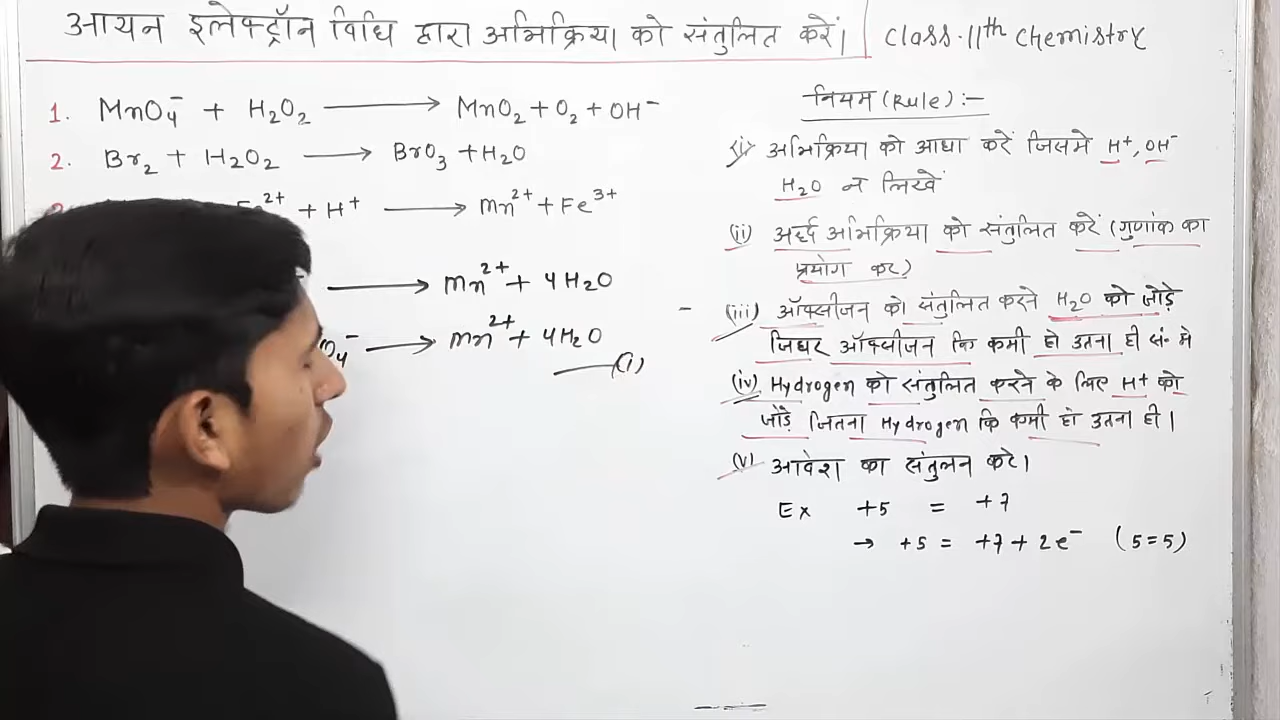 आयन इलेक्ट्रॉन विधि द्वारा अभिक्रिया को संतुलित करें। Class-11th Chemistry
1. MnO₄⁻ + H₂O₂ ⟶ MnO₂ + O₂ + OH⁻
2. Br₂ + H₂O₂ ⟶ BrO₃ + H₂O
²⁺ + H⁺ ⟶ Mn²⁺ + Fe³⁺
⟶ Mn²⁺ + 4H₂O
O₄⁻ ⟶ Mn²⁺ + 4H₂O
—(i)
नियम (Rule) :-
(i) अभिक्रिया को आधा करें जिसमे H⁺, OH⁻
H₂O न लिखें
(ii) अर्द्ध अभिक्रिया को संतुलित करें (गुणांक का
प्रयोग कर)
- (iii) ऑक्सीजन को संतुलित करने H₂O को जोड़े
जिधर ऑक्सीजन कि कमी हो उतना ही सं॰ मे
(iv) Hydrogen को संतुलित करने के लिए H⁺ को
जोड़े जितना Hydrogen कि कमी हो उतना ही।
(v) आवेश का संतुलन करे।
Ex +5 = +7
→ +5 = +7 + 2e⁻ (5=5)